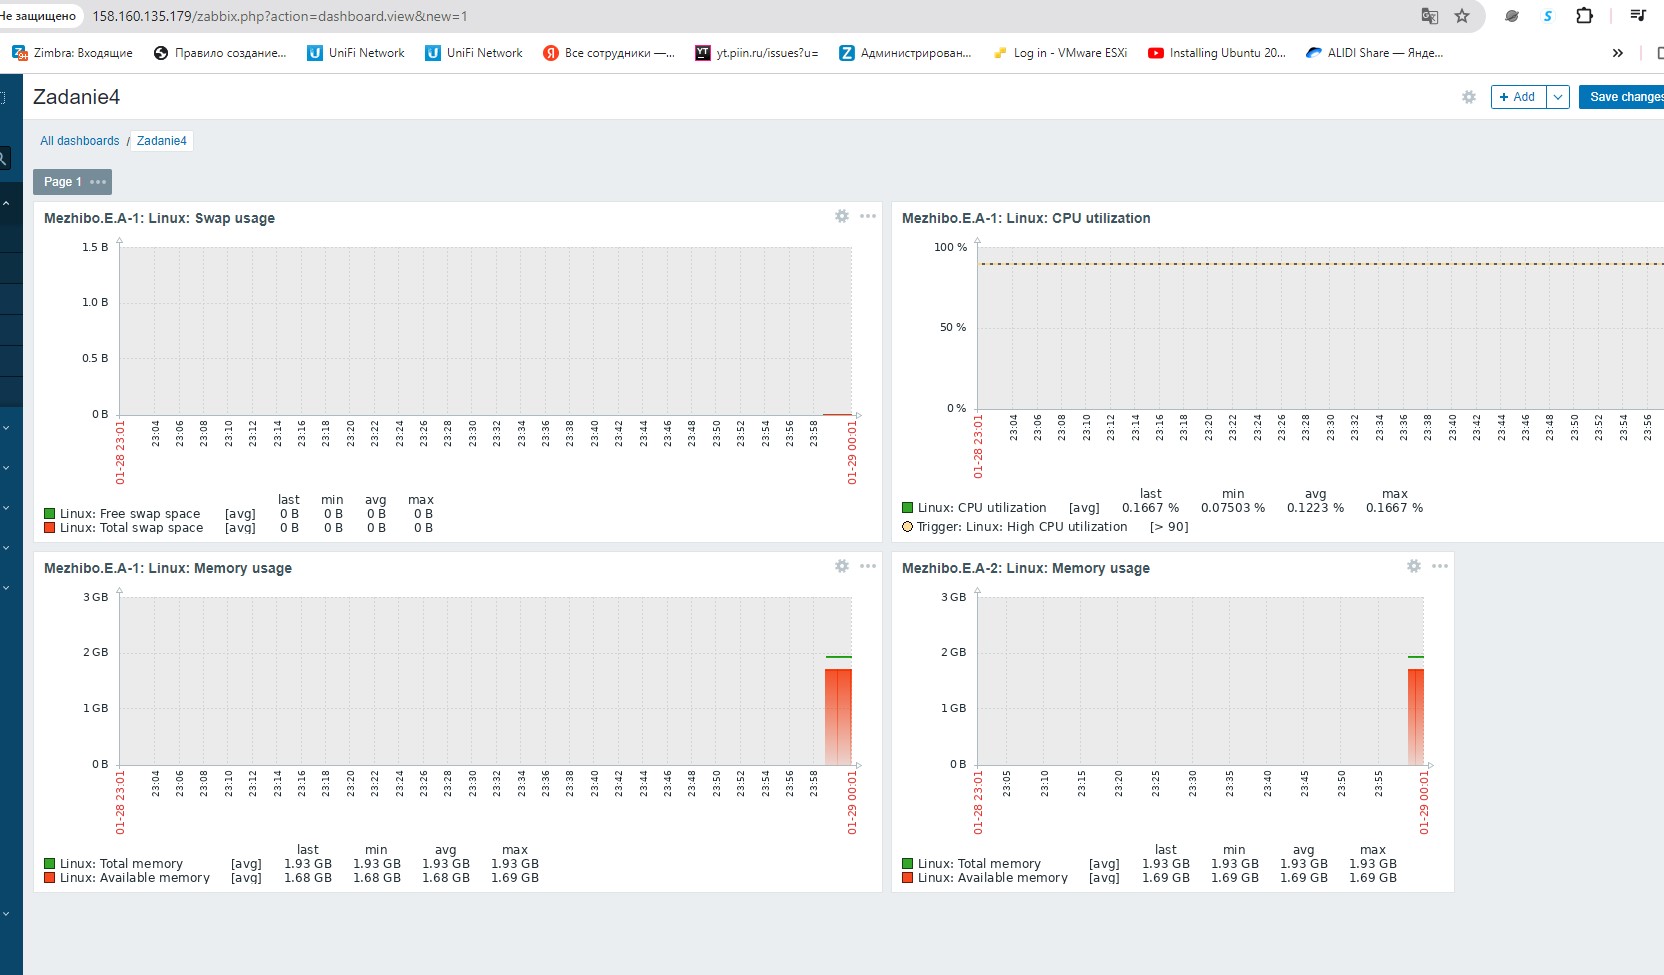 Не защищено 158.160.135.179/zabbix.php?action=dashboard.view&new=1
Zimbra: Входящие Правило создание... UniFi Network UniFi Network Все сотрудники —... yt.piin.ru/issues?u= Администрирован... Log in - VMware ESXi Installing Ubuntu 20... ALIDI Share — Янде... »
Zadanie4
+ Add
Save changes
All dashboards / Zadanie4
Page 1 •••
Mezhibo.E.A-1: Linux: Swap usage
1.5 B
1.0 B
0.5 B
0 B
01-28 23:01 23:04 23:06 23:08 23:10 23:12 23:14 23:16 23:18 23:20 23:22 23:24 23:26 23:28 23:30 23:32 23:34 23:36 23:38 23:40 23:42 23:44 23:46 23:48 23:50 23:52 23:54 23:56 23:58 01-29 00:01
last min avg max
Linux: Free swap space [avg] 0 B 0 B 0 B 0 B
Linux: Total swap space [avg] 0 B 0 B 0 B 0 B
Mezhibo.E.A-1: Linux: CPU utilization
100 %
50 %
0 %
01-28 23:01 23:04 23:06 23:08 23:10 23:12 23:14 23:16 23:18 23:20 23:22 23:24 23:26 23:28 23:30 23:32 23:34 23:36 23:38 23:40 23:42 23:44 23:46 23:48 23:50 23:52 23:54 23:56
last min avg max
Linux: CPU utilization [avg] 0.1667 % 0.07503 % 0.1223 % 0.1667 %
Trigger: Linux: High CPU utilization [> 90]
Mezhibo.E.A-1: Linux: Memory usage
3 GB
2 GB
1 GB
0 B
01-28 23:01 23:04 23:06 23:08 23:10 23:12 23:14 23:16 23:18 23:20 23:22 23:24 23:26 23:28 23:30 23:32 23:34 23:36 23:38 23:40 23:42 23:44 23:46 23:48 23:50 23:52 23:54 23:56 23:58 01-29 00:01
last min avg max
Linux: Total memory [avg] 1.93 GB 1.93 GB 1.93 GB 1.93 GB
Linux: Available memory [avg] 1.68 GB 1.68 GB 1.68 GB 1.69 GB
Mezhibo.E.A-2: Linux: Memory usage
3 GB
2 GB
1 GB
0 B
01-28 23:01 23:05 23:10 23:15 23:20 23:25 23:30 23:35 23:40 23:45 23:50 23:55 01-29 00:01
last min avg max
Linux: Total memory [avg] 1.93 GB 1.93 GB 1.93 GB 1.93 GB
Linux: Available memory [avg] 1.69 GB 1.69 GB 1.69 GB 1.69 GB